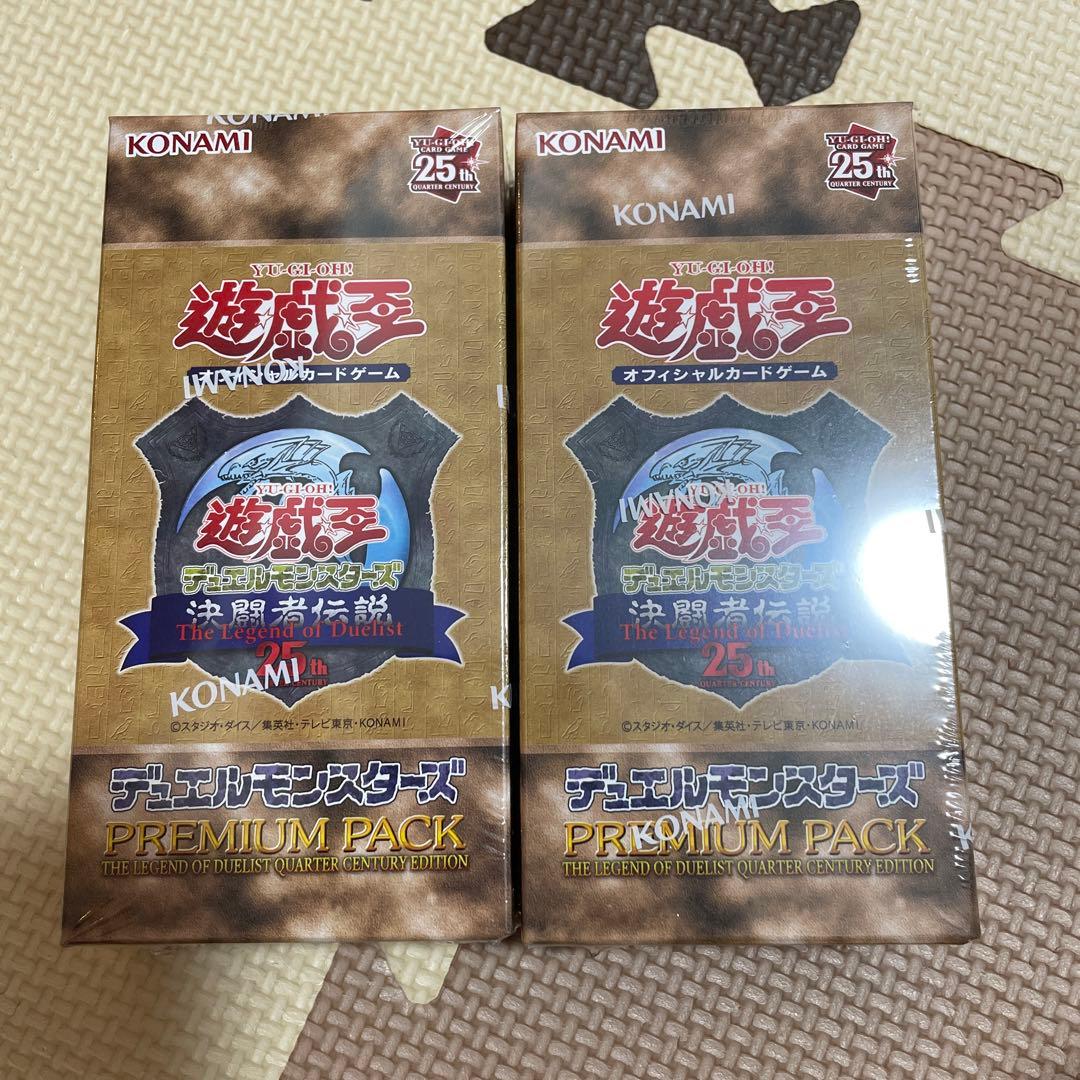 KONAMI
KONAMI
YU-GI-OH!
CARD GAME
25th
QUARTER CENTURY
YU-GI-OH!
遊戯王
オフィシャルカードゲーム
KONAMI
YU-GI-OH!
遊戯王
デュエルモンスターズ
決闘者伝説
The Legend of Duelist
25th
QUARTER CENTURY
KONAMI
©スタジオ・ダイス/集英社・テレビ東京・KONAMI
デュエルモンスターズ
PREMIUM PACK
THE LEGEND OF DUELIST QUARTER CENTURY EDITION
KONAMI
YU-GI-OH!
CARD GAME
25th
QUARTER CENTURY
KONAMI
YU-GI-OH!
遊戯王
オフィシャルカードゲーム
KONAMI
YU-GI-OH!
遊戯王
デュエルモンスターズ
決闘者伝説
The Legend of Duelist
25th
QUARTER CENTURY
©スタジオ・ダイス/集英社・テレビ東京・KONAMI
デュエルモンスターズ
KONAMI
PREMIUM PACK
THE LEGEND OF DUELIST QUARTER CENTURY EDITION